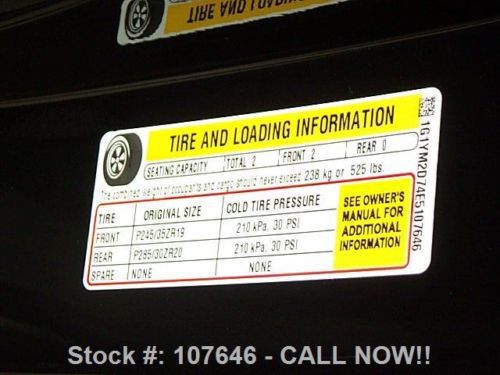 TIRE AND LOADING
TIRE AND LOADING INFORMATION
SEATING CAPACITY TOTAL 2 FRONT 2 REAR 0
The combined weight of occupants and cargo should never exceed 238 kg or 525 lbs.
TIRE ORIGINAL SIZE COLD TIRE PRESSURE
FRONT P245/35ZR19 210 kPa, 30 PSI
REAR P285/30ZR20 210 kPa, 30 PSI
SPARE NONE NONE
SEE OWNER'S
MANUAL FOR
ADDITIONAL
INFORMATION
1G1YM2D74E5107646
Stock #: 107646 - CALL NOW!!